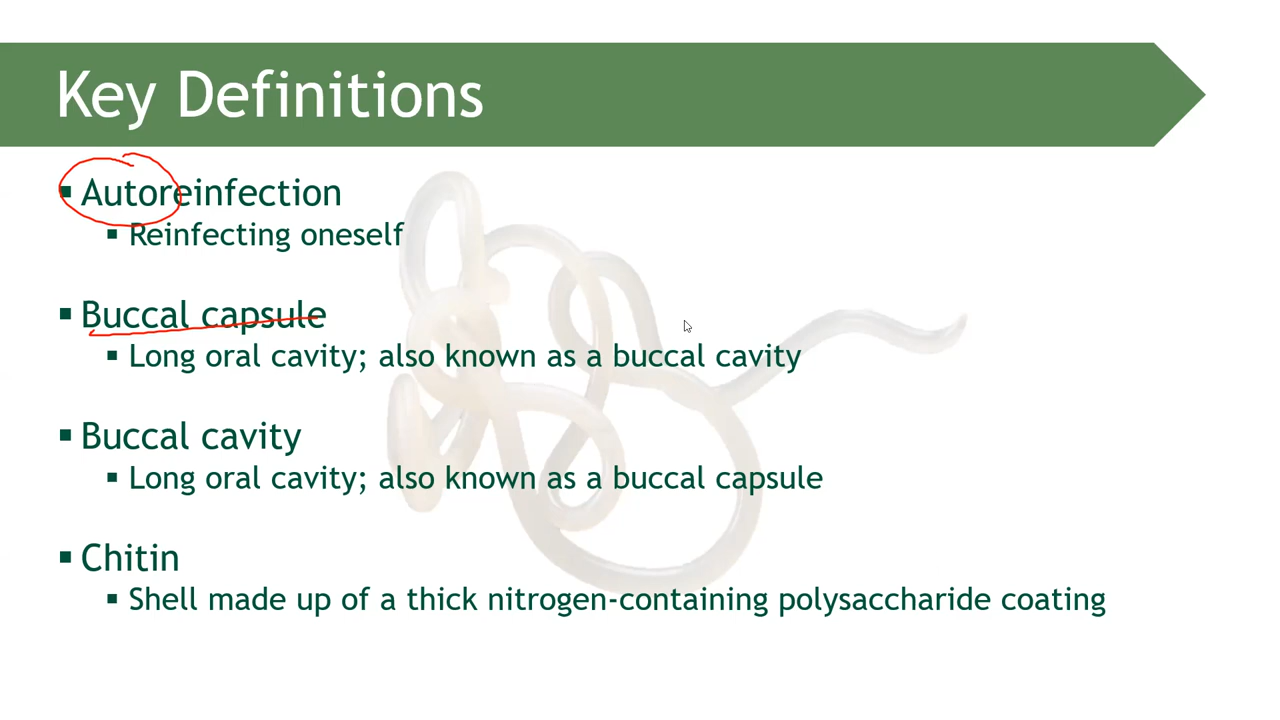 Key Definitions
▪ Autoreinfection
▪ Reinfecting oneself
▪ Buccal capsule
▪ Long oral cavity; also known as a buccal cavity
▪ Buccal cavity
▪ Long oral cavity; also known as a buccal capsule
▪ Chitin
▪ Shell made up of a thick nitrogen-containing polysaccharide coating